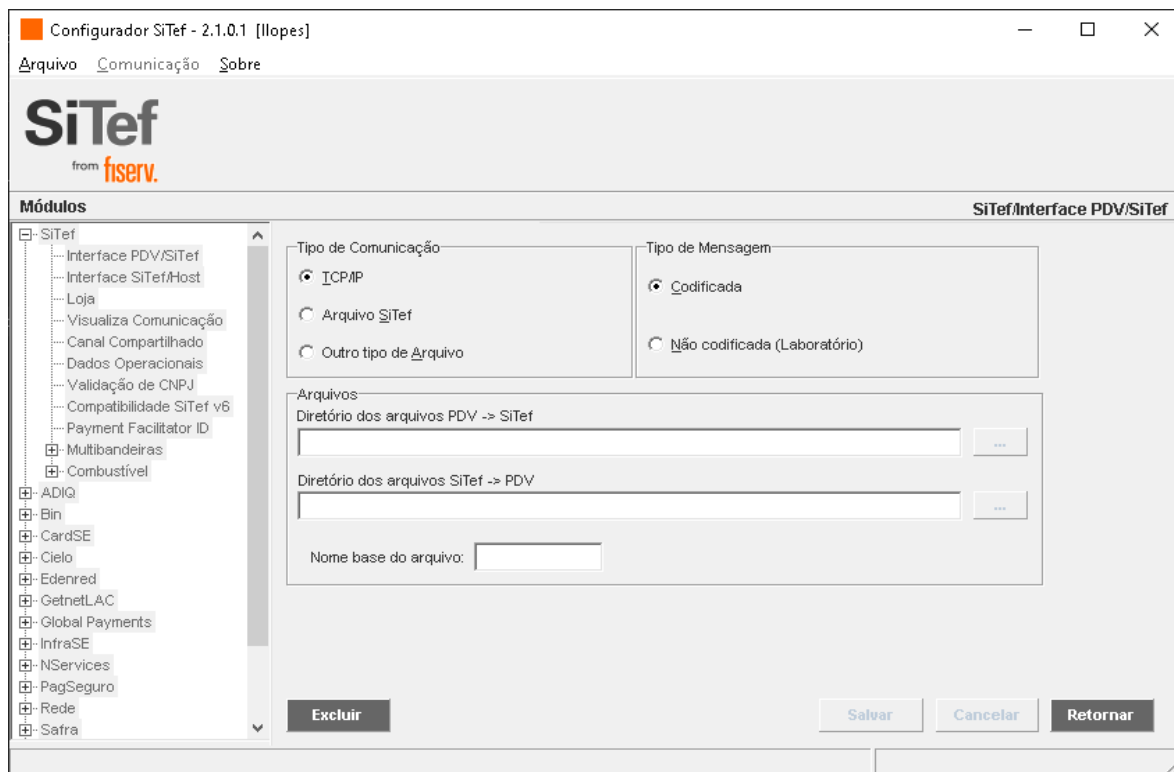 Configurador SiTef - 2.1.0.1 [llopes]
Arquivo Comunicação Sobre
SiTef
from fiserv.
Módulos
SiTef/Interface PDV/SiTef
SiTef
Interface PDV/SiTef
Interface SiTef/Host
Loja
Visualiza Comunicação
Canal Compartilhado
Dados Operacionais
Validação de CNPJ
Compatibilidade SiTef v6
Payment Facilitator ID
Multibandeiras
Combustível
ADIQ
Bin
CardSE
Cielo
Edenred
GetnetLAC
Global Payments
InfraSE
NServices
PagSeguro
Rede
Safra
Tipo de Comunicação
TCP/IP
Arquivo SiTef
Outro tipo de Arquivo
Tipo de Mensagem
Codificada
Não codificada (Laboratório)
Arquivos
Diretório dos arquivos PDV -> SiTef
...
Diretório dos arquivos SiTef -> PDV
...
Nome base do arquivo:
Excluir
Salvar
Cancelar
Retornar